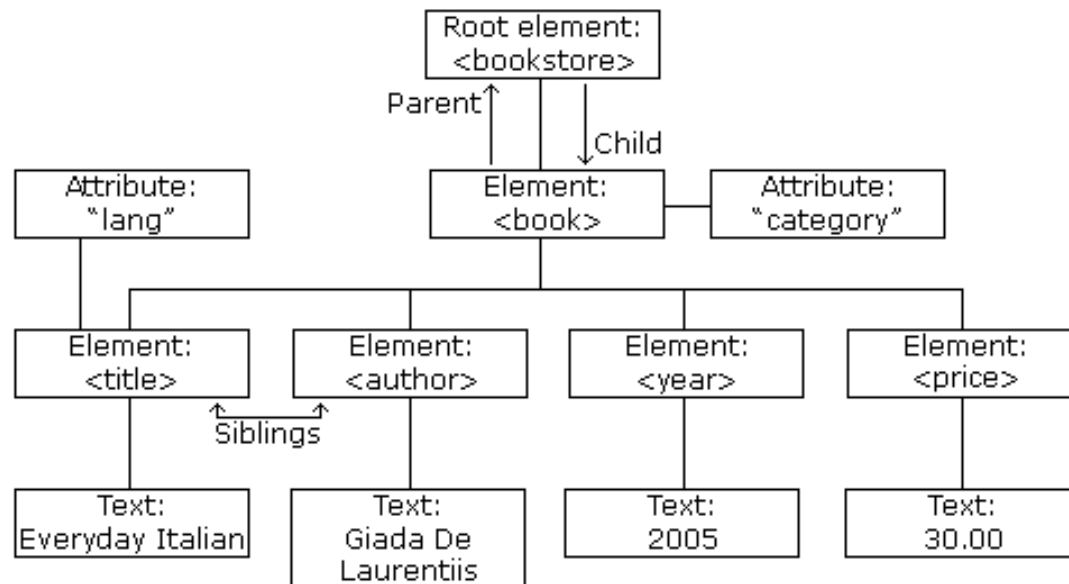 Root element:
<bookstore>
Parent
Child
Attribute:
“lang”
Element:
<book>
Attribute:
“category”
Element:
<title>
Element:
<author>
Element:
<year>
Element:
<price>
Siblings
Text:
Everyday Italian
Text:
Giada De
Laurentiis
Text:
2005
Text:
30.00